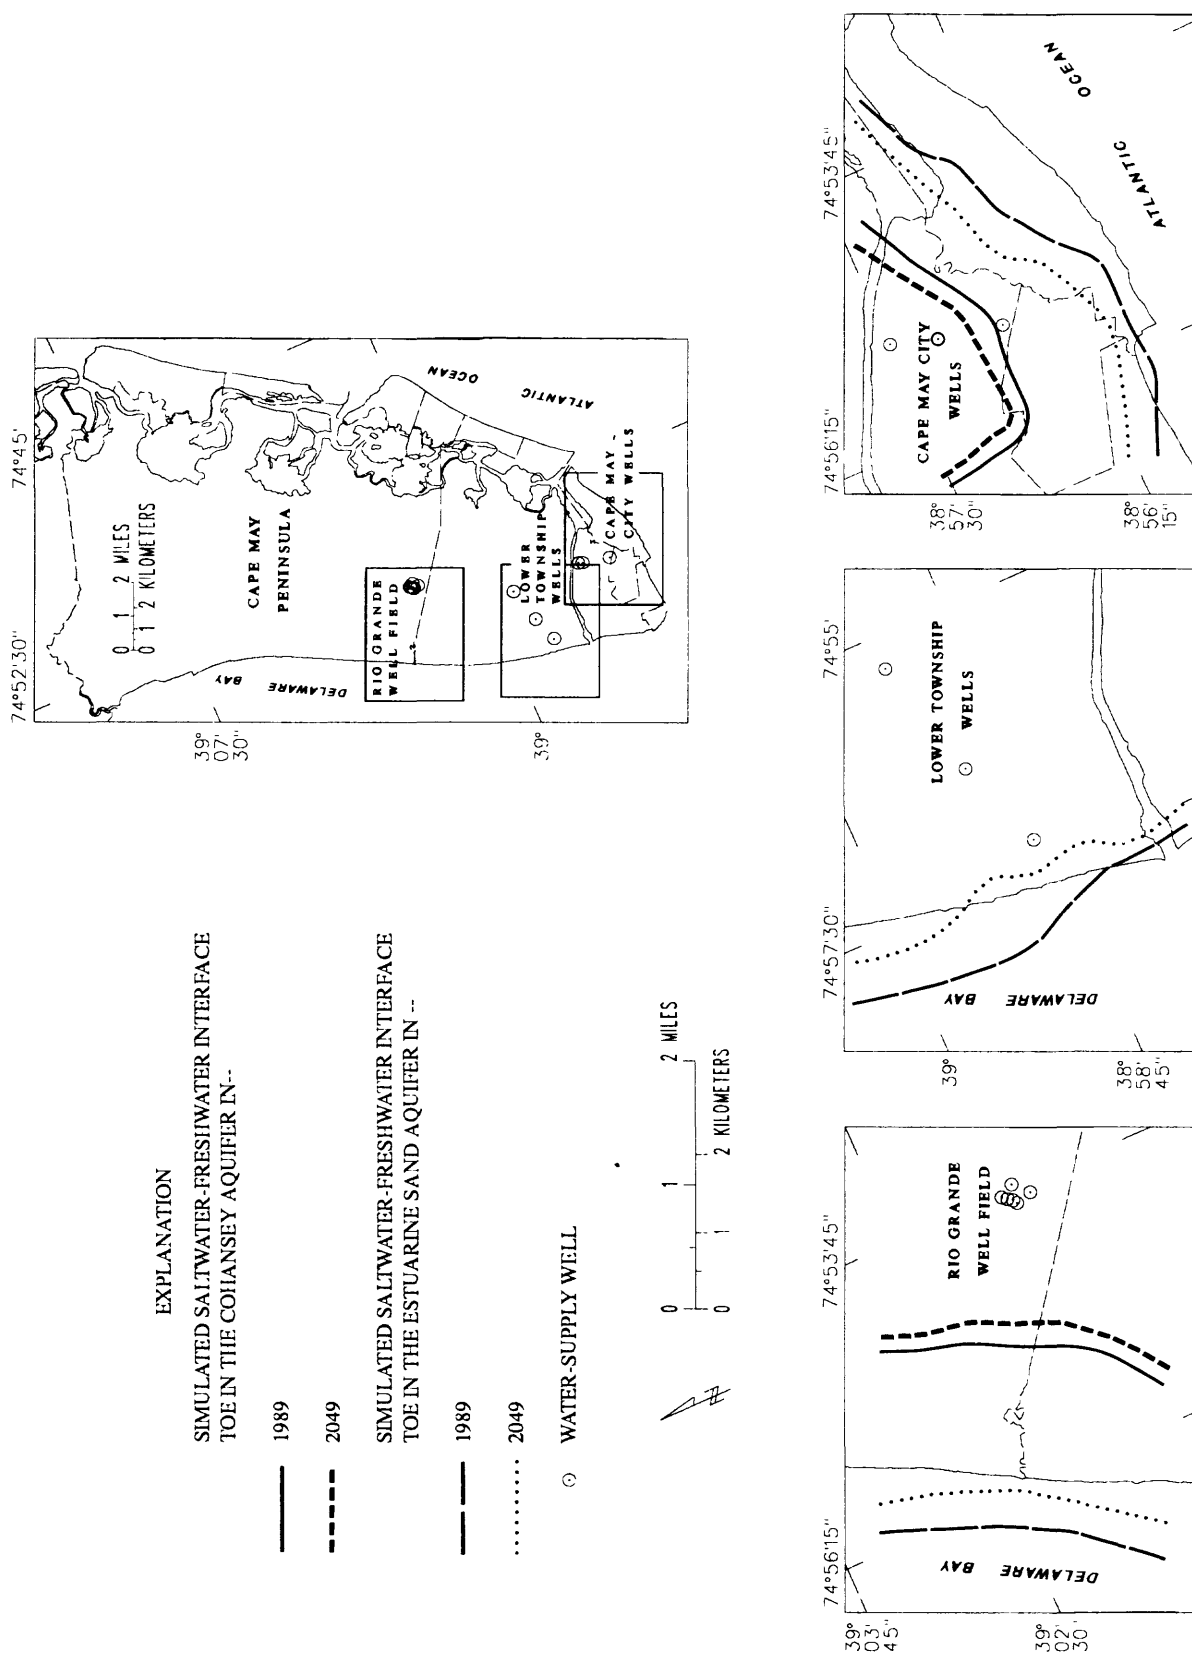 EXPLANATION
SIMULATED SALTWATER-FRESHWATER INTERFACE
TOE IN THE COHANSEY AQUIFER IN--
1989
2049
SIMULATED SALTWATER-FRESHWATER INTERFACE
TOE IN THE ESTUARINE SAND AQUIFER IN --
1989
2049
WATER-SUPPLY WELL
0 1 2 MILES
0 1 2 KILOMETERS
N
74°52'30"
74°45'
39°
07'
30"
39°
0 1 2 MILES
0 1 2 KILOMETERS
CAPE MAY
PENINSULA
DELAWARE
BAY
ATLANTIC
OCEAN
RIO GRANDE
WELL FIELD
LOWER
TOWNSHIP
WELLS
CAPE MAY -
CITY WELLS
74°56'15"
74°53'45"
39°
03'
45"
39°
02'
30"
RIO GRANDE
WELL FIELD
DELAWARE
BAY
74°57'30"
74°55'
39°
38°
58'
45"
LOWER TOWNSHIP
WELLS
DELAWARE
BAY
74°56'15"
74°53'45"
38°
57'
30"
38°
56'
15"
CAPE MAY CITY
WELLS
ATLANTIC
OCEAN